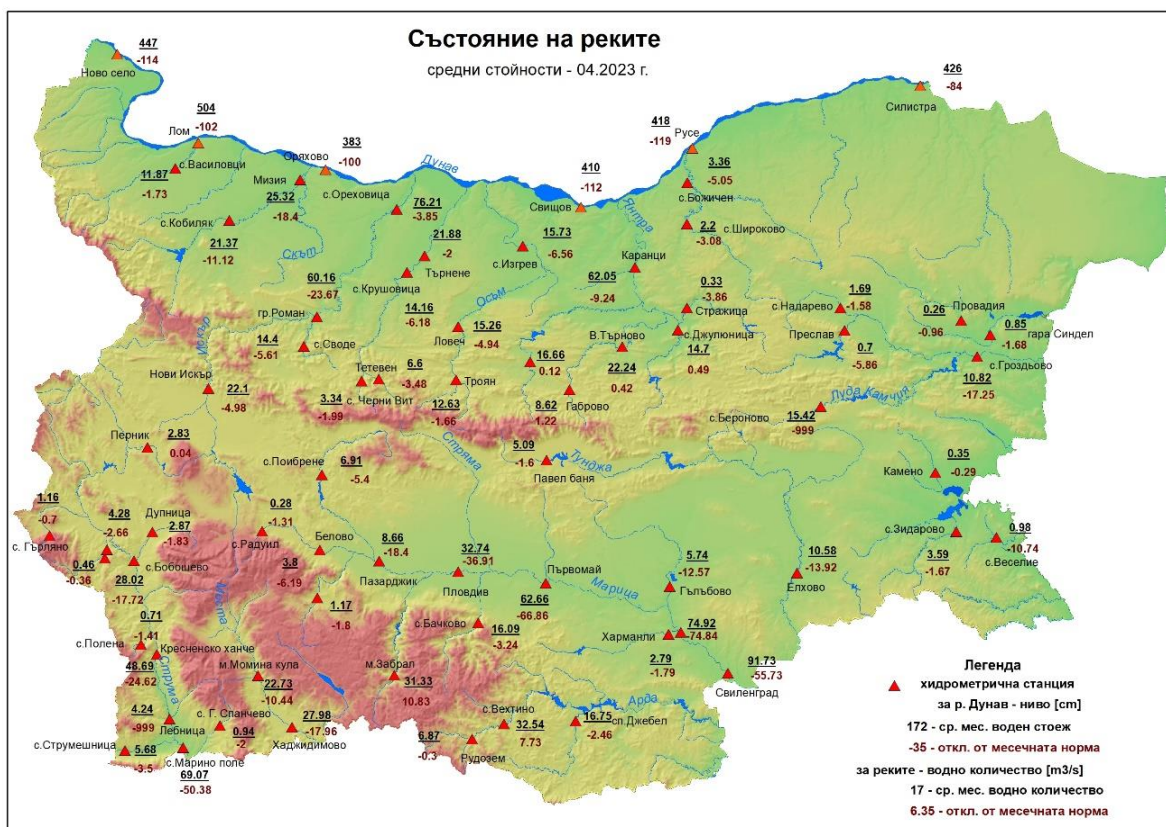 Състояние на реките
средни стойности - 04.2023 г.
447
-114
Ново село
426
-84
Силистра
504
-102
Лом
418
-119
Русе
383
-100
Оряхово
Дунав
410
-112
Свищов
с.Василовци
11.87
-1.73
Мизия
25.32
-18.4
с.Ореховица
76.21
-3.85
Янтра
3.36
-5.05
с.Божичен
с.Кобиляк
21.37
-11.12
Скът
21.88
-2
Търнене
с.Крушовица
15.73
-6.56
с.Изгрев
2.2
-3.08
с.Широково
Каранци
62.05
-9.24
60.16
-23.67
гр.Роман
14.16
-6.18
Осъм
0.33
-3.86
Стражица
с.Надарево
1.69
-1.58
Провадия
0.26
-0.96
0.85
-1.68
гара Синдел
Искър
14.4
-5.61
с.Своде
15.26
-4.94
Ловеч
В.Търново
22.24
0.42
с.Джулюница
14.7
0.49
Преслав
0.7
-5.86
с.Гроздьово
10.82
-17.25
Нови Искър
22.1
-4.98
Тетевен
6.6
-3.48
3.34
-1.99
с. Черни Вит
Троян
12.63
-1.66
16.66
0.12
8.62
1.22
Габрово
Луда Камчия
с.Бероново
15.42
-999
Перник
2.83
0.04
с.Поибрене
6.91
-5.4
Стряма
5.09
-1.6
Павел баня
Тунджа
Камено
0.35
-0.29
1.16
-0.7
с. Гърляно
4.28
-2.66
Дупница
2.87
-1.83
0.28
-1.31
с.Радуил
Белово
3.8
-6.19
8.66
-18.4
Пазарджик
32.74
-36.91
Пловдив
Първомай
62.66
-66.86
Марица
5.74
-12.57
Гълъбово
10.58
-13.92
Елхово
с.Зидарово
3.59
-1.67
0.98
-10.74
с.Веселие
0.46
-0.36
с.Бобошево
28.02
-17.72
Места
1.17
-1.8
с.Бачково
16.09
-3.24
Харманли
74.92
-74.84
2.79
-1.79
0.71
-1.41
с.Полена
Кресненско ханче
48.69
-24.62
Струма
м.Момина кула
22.73
-10.44
м.Забрал
31.33
10.83
91.73
-55.73
Свиленград
4.24
-999
Лебница
с. Г. Спанчево
0.94
-2
27.98
-17.96
Хаджидимово
с.Вехтино
32.54
7.73
Арда
16.75
-2.46
сп.Джебел
с.Струмешница
5.68
-3.5
с.Марино поле
69.07
-50.38
6.87
-0.3
Рудозем
Легенда
хидрометрична станция
за р. Дунав - ниво [cm]
172 - ср. мес. воден стоеж
-35 - откл. от месечната норма
за реките - водно количество [m3/s]
17 - ср. мес. водно количество
6.35 - откл. от месечната норма